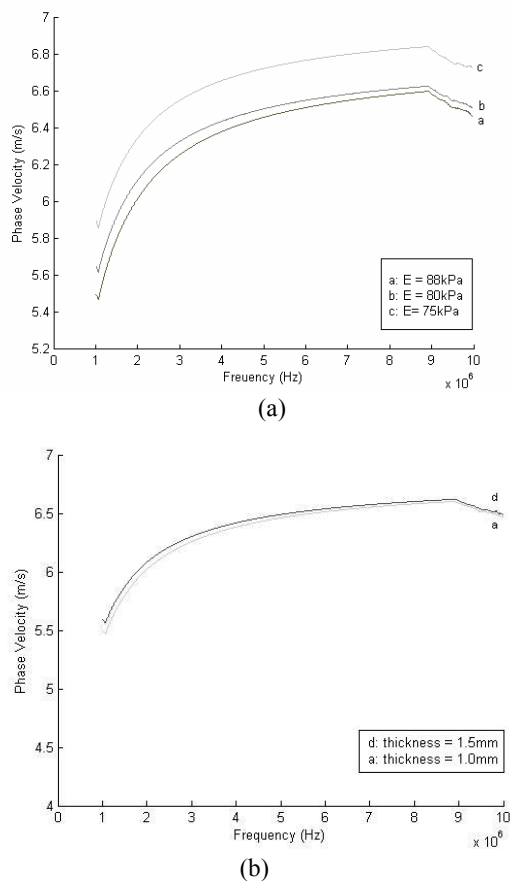 7
6.8
6.6
6.4
6.2
6
5.8
5.6
5.4
5.2
Phase Velocity (m/s)
c
b
a
a: E = 88kPa
b: E = 80kPa
c: E= 75kPa
0 1 2 3 4 5 6 7 8 9 10
Freuency (Hz)
x 10^6
(a)
7
6.5
6
5.5
5
4.5
4
Phase Velocity (m/s)
d
a
d: thickness = 1.5mm
a: thickness = 1.0mm
0 1 2 3 4 5 6 7 8 9 10
Frequency (Hz)
x 10^6
(b)